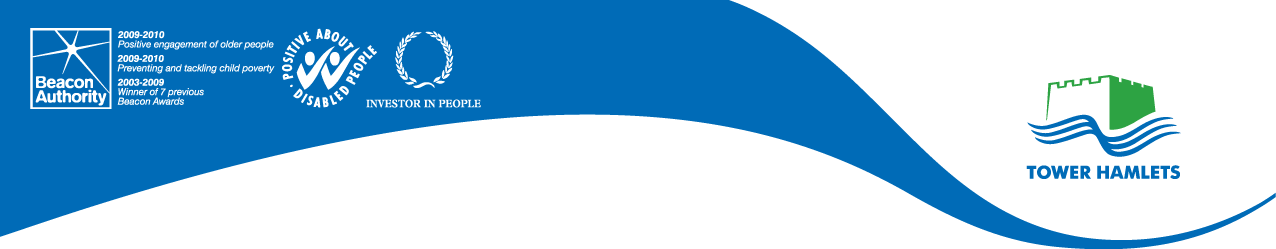 2009-2010
Positive engagement of older people
2009-2010
Preventing and tackling child poverty
2003-2009
Winner of 7 previous
Beacon Awards
Beacon
Authority
POSITIVE ABOUT
DISABLED PEOPLE
INVESTOR IN PEOPLE
TOWER HAMLETS